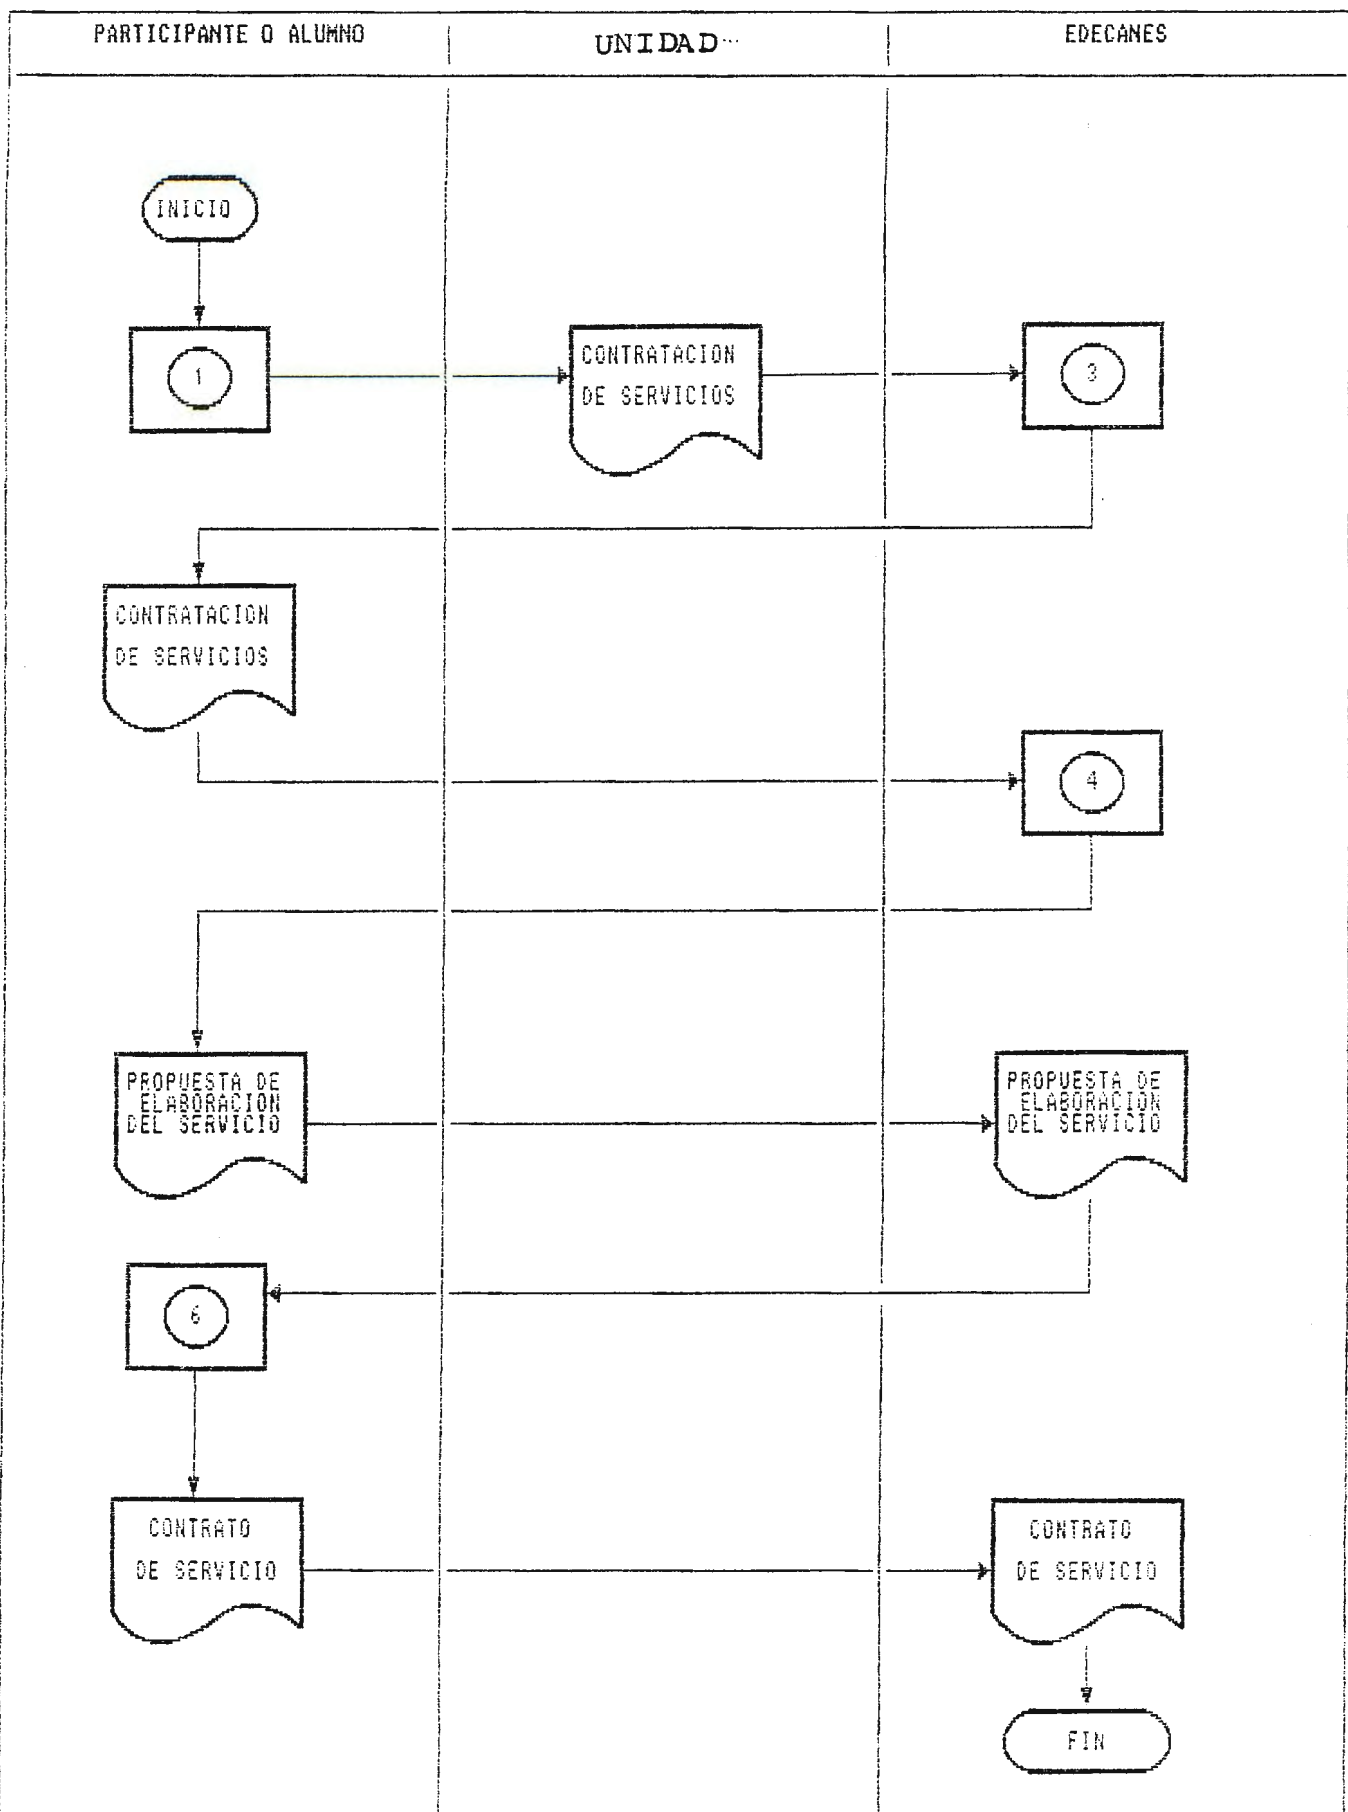 PARTICIPANTE O ALUMNO
UNIDAD
EDECANES
INICIO
1
CONTRATACION
DE SERVICIOS
3
CONTRATACION
DE SERVICIOS
4
PROPUESTA DE
ELABORACION
DEL SERVICIO
PROPUESTA DE
ELABORACION
DEL SERVICIO
6
CONTRATO
DE SERVICIO
CONTRATO
DE SERVICIO
FIN